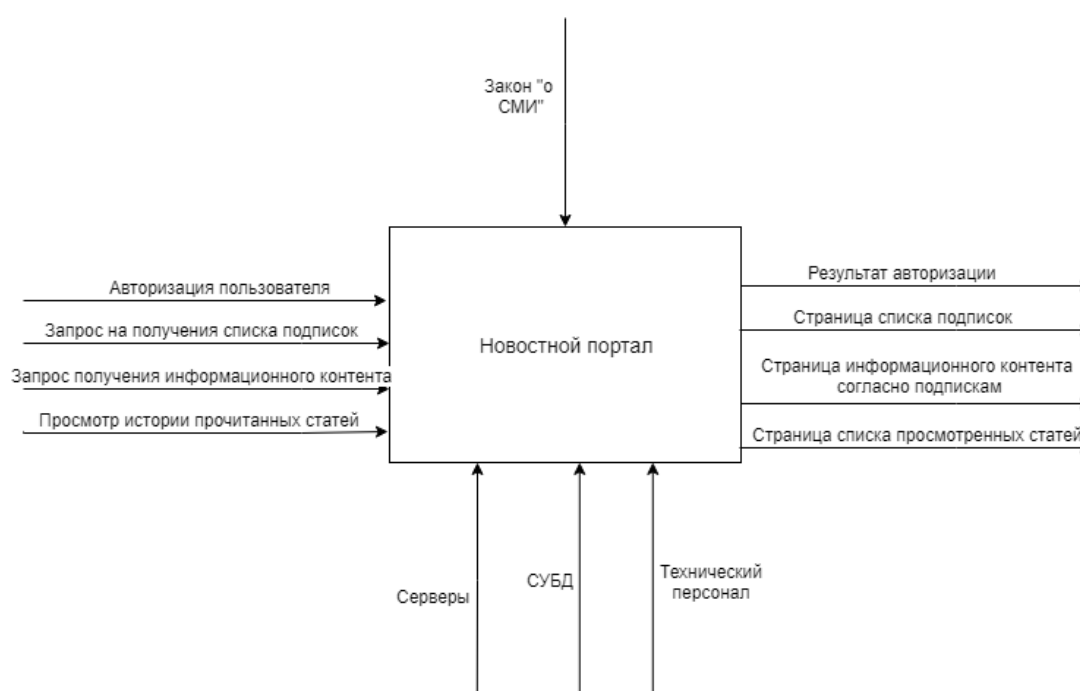 Закон "о
СМИ"
Авторизация пользователя
Запрос на получения списка подписок
Запрос получения информационного контента
Просмотр истории прочитанных статей
Новостной портал
Результат авторизации
Страница списка подписок
Страница информационного контента
согласно подпискам
Страница списка просмотренных статей
Серверы
СУБД
Технический
персонал